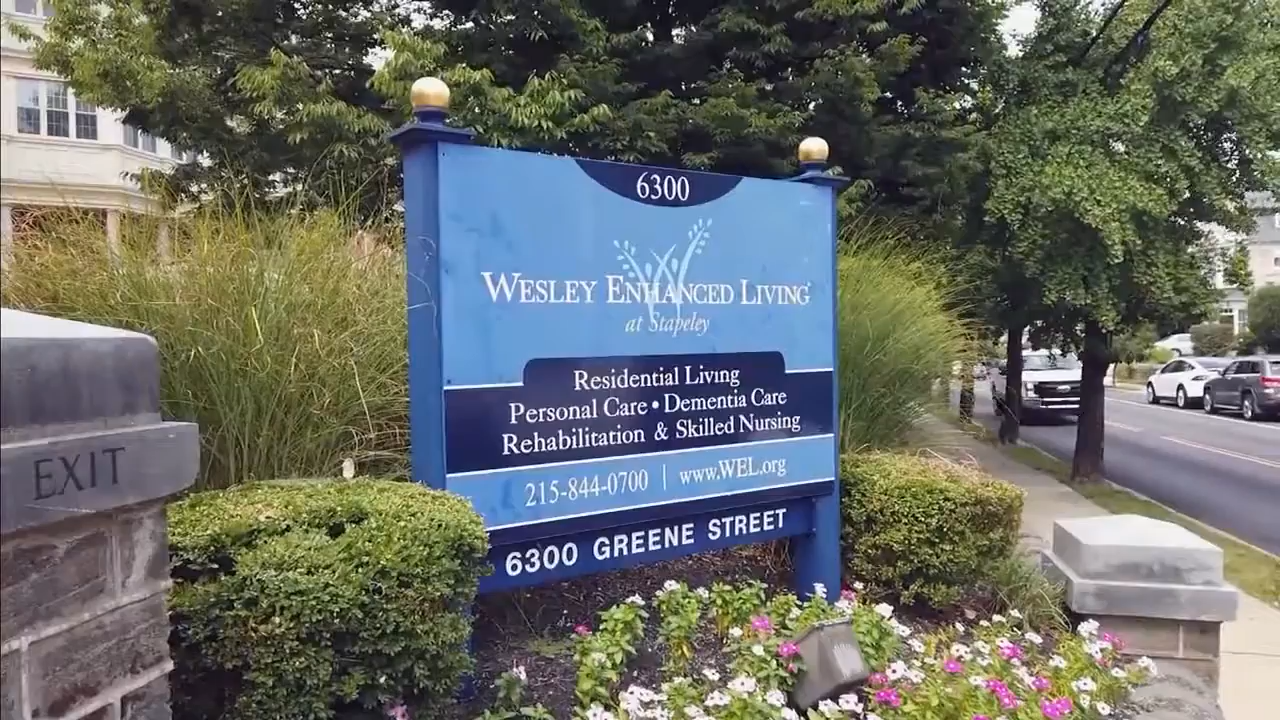 6300
WESLEY ENHANCED LIVING
at Stapeley
Residential Living
Personal Care • Dementia Care
Rehabilitation & Skilled Nursing
215-844-0700 | www.WEL.org
6300 GREENE STREET
EXIT